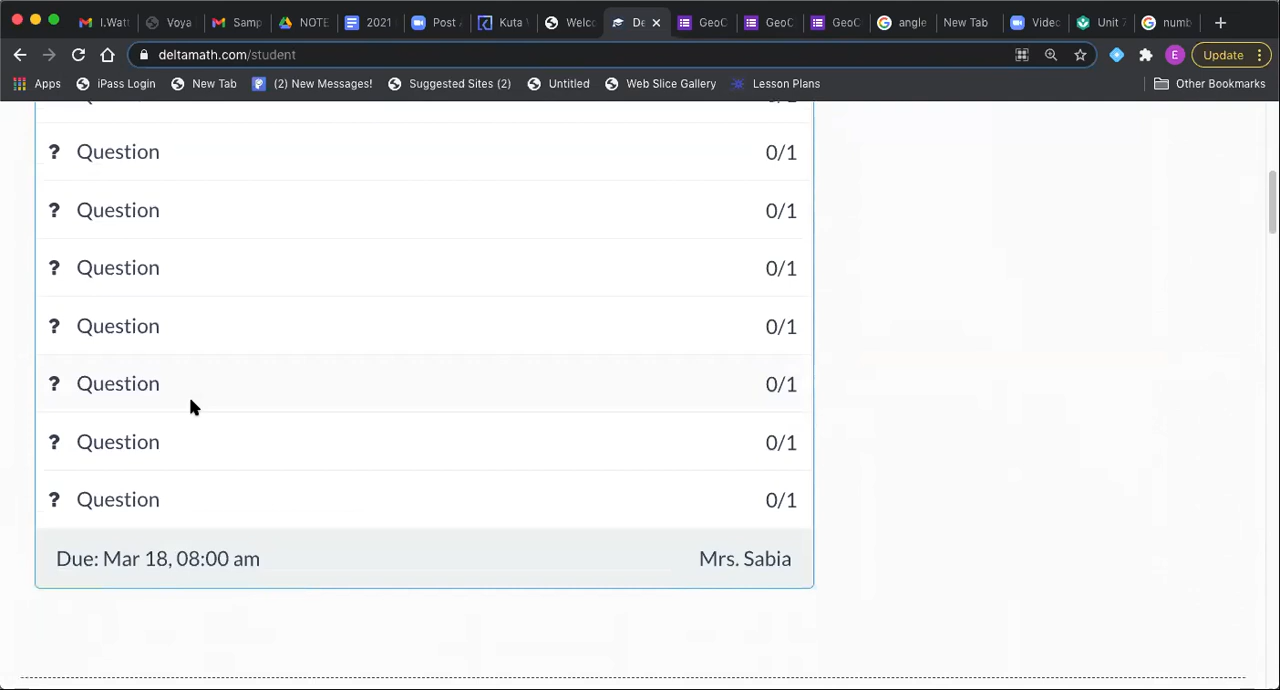 I.Watt
Voya
Samp
NOTE
2021
Post
Kuta
Welc
De
GeoC
GeoC
GeoC
angle
New Tab
Video
Unit
numb
deltamath.com/student
E
Update
Apps
iPass Login
New Tab
(2) New Messages!
Suggested Sites (2)
Untitled
Web Slice Gallery
Lesson Plans
Other Bookmarks
? Question 0/1
? Question 0/1
? Question 0/1
? Question 0/1
? Question 0/1
? Question 0/1
? Question 0/1
Due: Mar 18, 08:00 am Mrs. Sabia